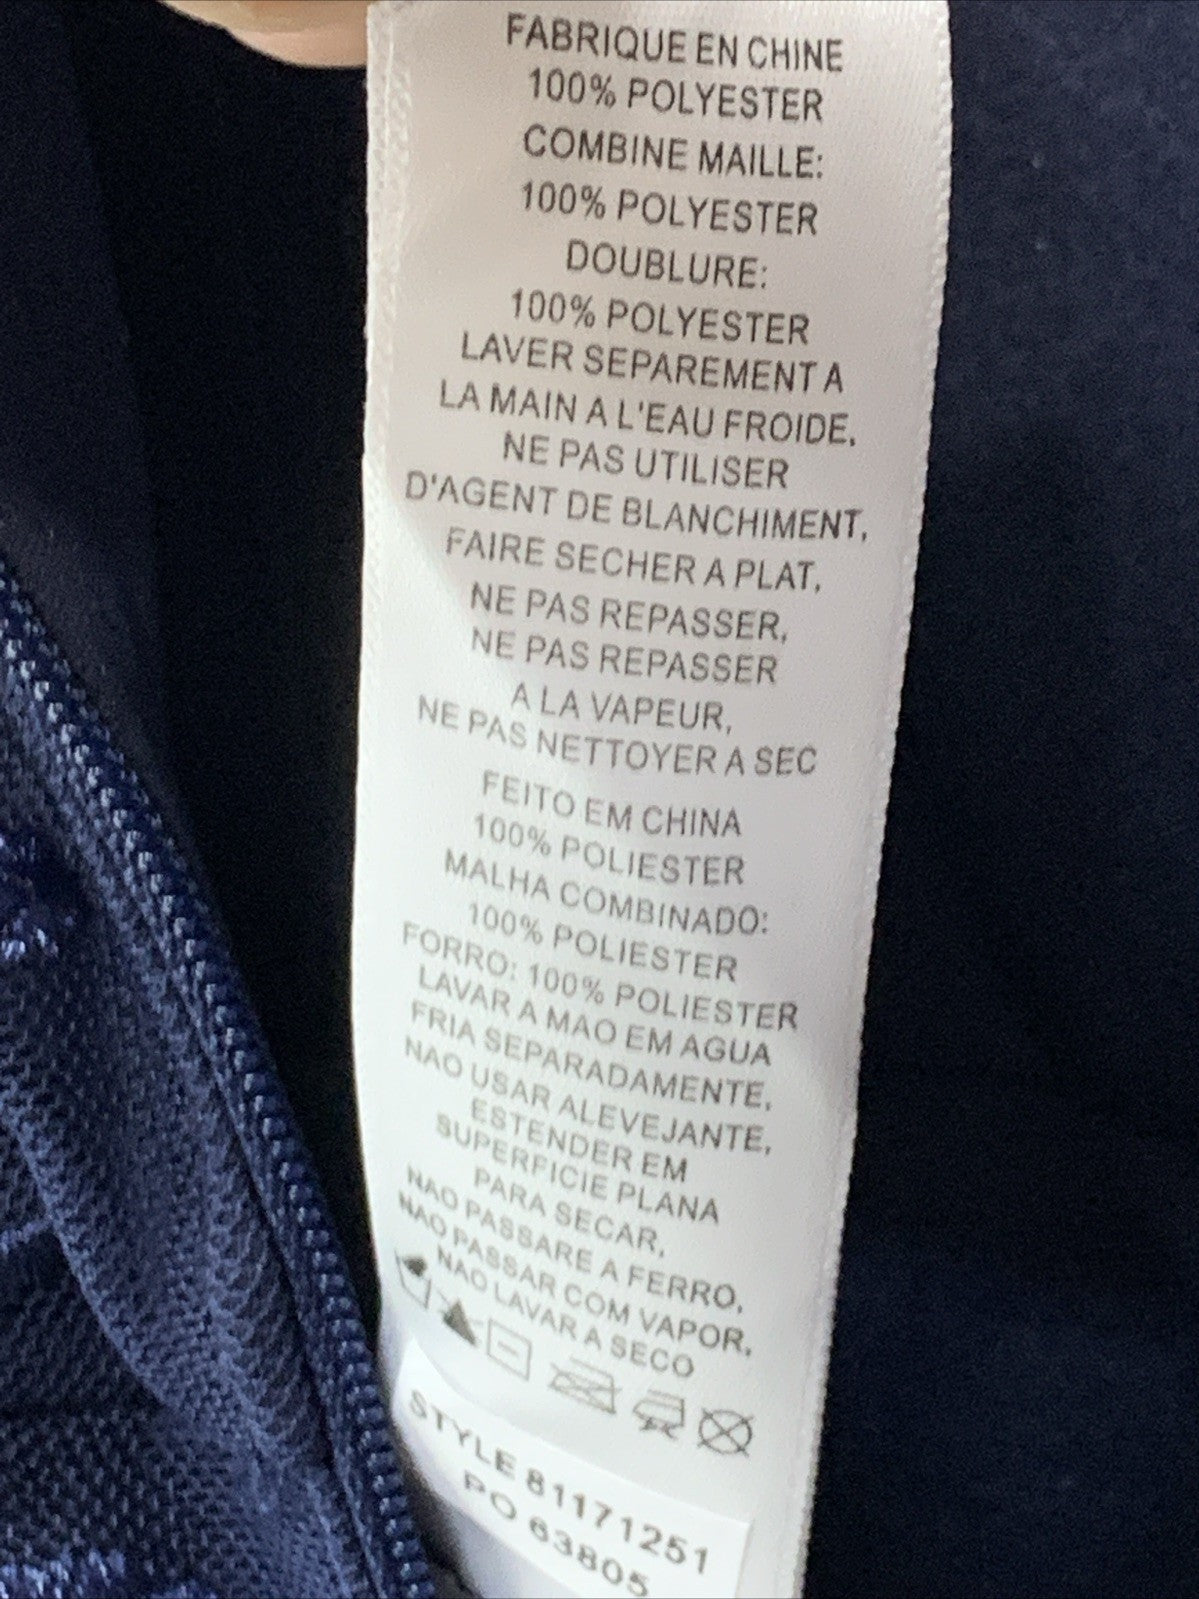 FABRIQUE EN CHINE
100% POLYESTER
COMBINE MAILLE:
100% POLYESTER
DOUBLURE:
100% POLYESTER
LAVER SEPAREMENT A
LA MAIN A L'EAU FROIDE,
NE PAS UTILISER
D'AGENT DE BLANCHIMENT,
FAIRE SECHER A PLAT,
NE PAS REPASSER,
NE PAS REPASSER
A LA VAPEUR,
NE PAS NETTOYER A SEC
FEITO EM CHINA
100% POLIESTER
MALHA COMBINADO:
100% POLIESTER
FORRO: 100% POLIESTER
LAVAR A MAO EM AGUA
FRIA SEPARADAMENTE,
NAO USAR ALEVEJANTE,
ESTENDER EM
SUPERFICIE PLANA
PARA SECAR,
NAO PASSARE A FERRO,
NAO PASSAR COM VAPOR,
NAO LAVAR A SECO
STYLE 81171251
PO 63805